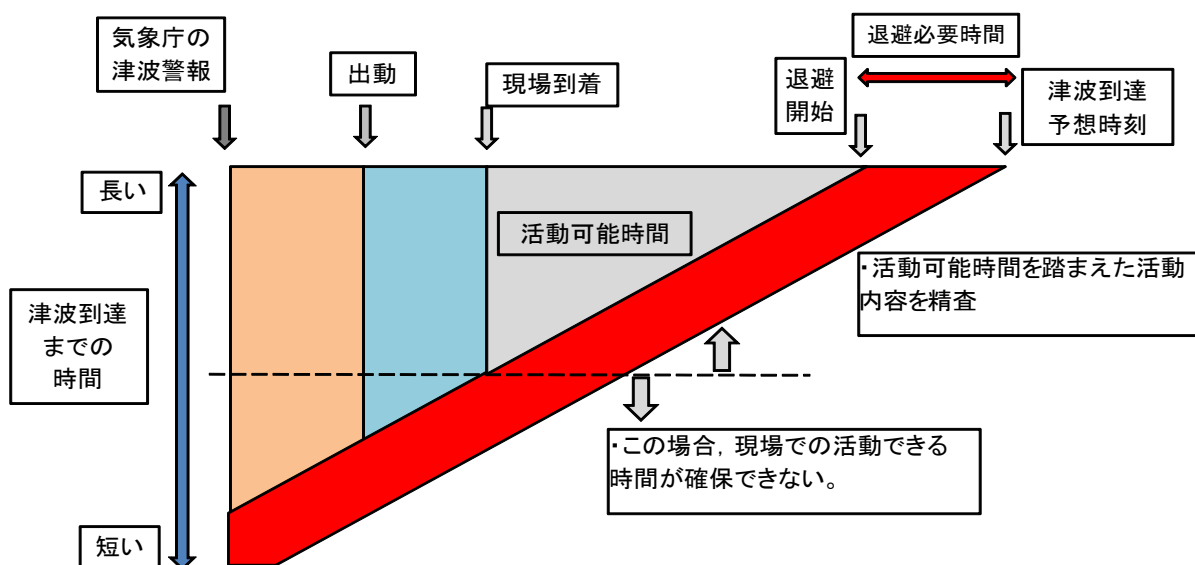 気象庁の
津波警報
出動
現場到着
退避
開始
退避必要時間
津波到達
予想時刻
長い
活動可能時間
・活動可能時間を踏まえた活動
内容を精査
津波到達
までの
時間
・この場合，現場での活動できる
時間が確保できない。
短い